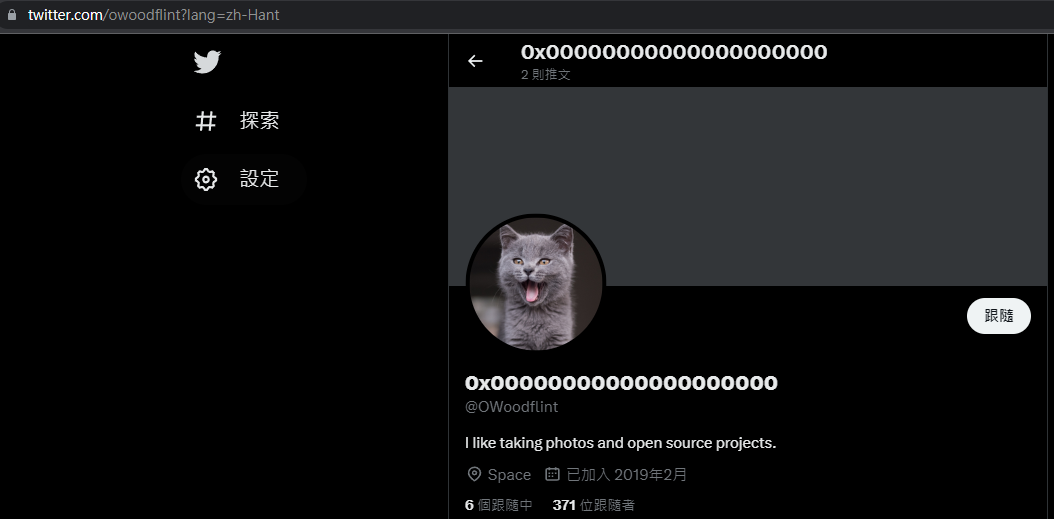 twitter.com/owoodflint?lang=zh-Hant
0x00000000000000000000
2 則推文
探索
設定
跟隨
0x00000000000000000000
@OWoodflint
I like taking photos and open source projects.
Space 已加入 2019年2月
6 個跟隨中 371 位跟隨者